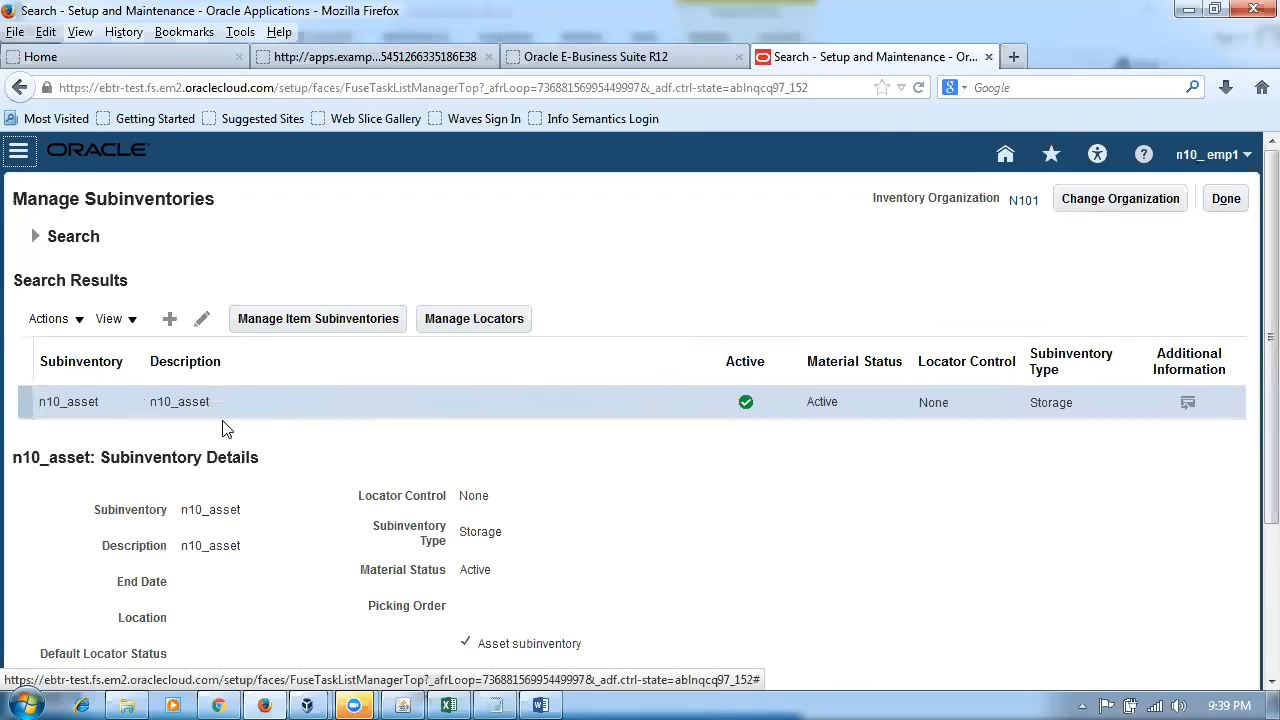 Search - Setup and Maintenance - Oracle Applications - Mozilla Firefox
File Edit View History Bookmarks Tools Help
Home
http://apps.examp...5451266335186E38
Oracle E-Business Suite R12
Search - Setup and Maintenance - Or...
https://ebtr-test.fs.em2.oraclecloud.com/setup/faces/FuseTaskListManagerTop?_afrLoop=73688156995449997&_adf.ctrl-state=ablnqcq97_152
Google
Most Visited Getting Started Suggested Sites Web Slice Gallery Waves Sign In Info Semantics Login
ORACLE
n10_ emp1
Manage Subinventories
Inventory Organization N101 Change Organization Done
Search
Search Results
Actions View Manage Item Subinventories Manage Locators
Subinventory Description Active Material Status Locator Control Subinventory Type Additional Information
n10_asset n10_asset Active None Storage
n10_asset: Subinventory Details
Subinventory n10_asset
Description n10_asset
End Date
Location
Default Locator Status
Locator Control None
Subinventory Type Storage
Material Status Active
Picking Order
Asset subinventory
https://ebtr-test.fs.em2.oraclecloud.com/setup/faces/FuseTaskListManagerTop?_afrLoop=73688156995449997&_adf.ctrl-state=ablnqcq97_152#
9:39 PM